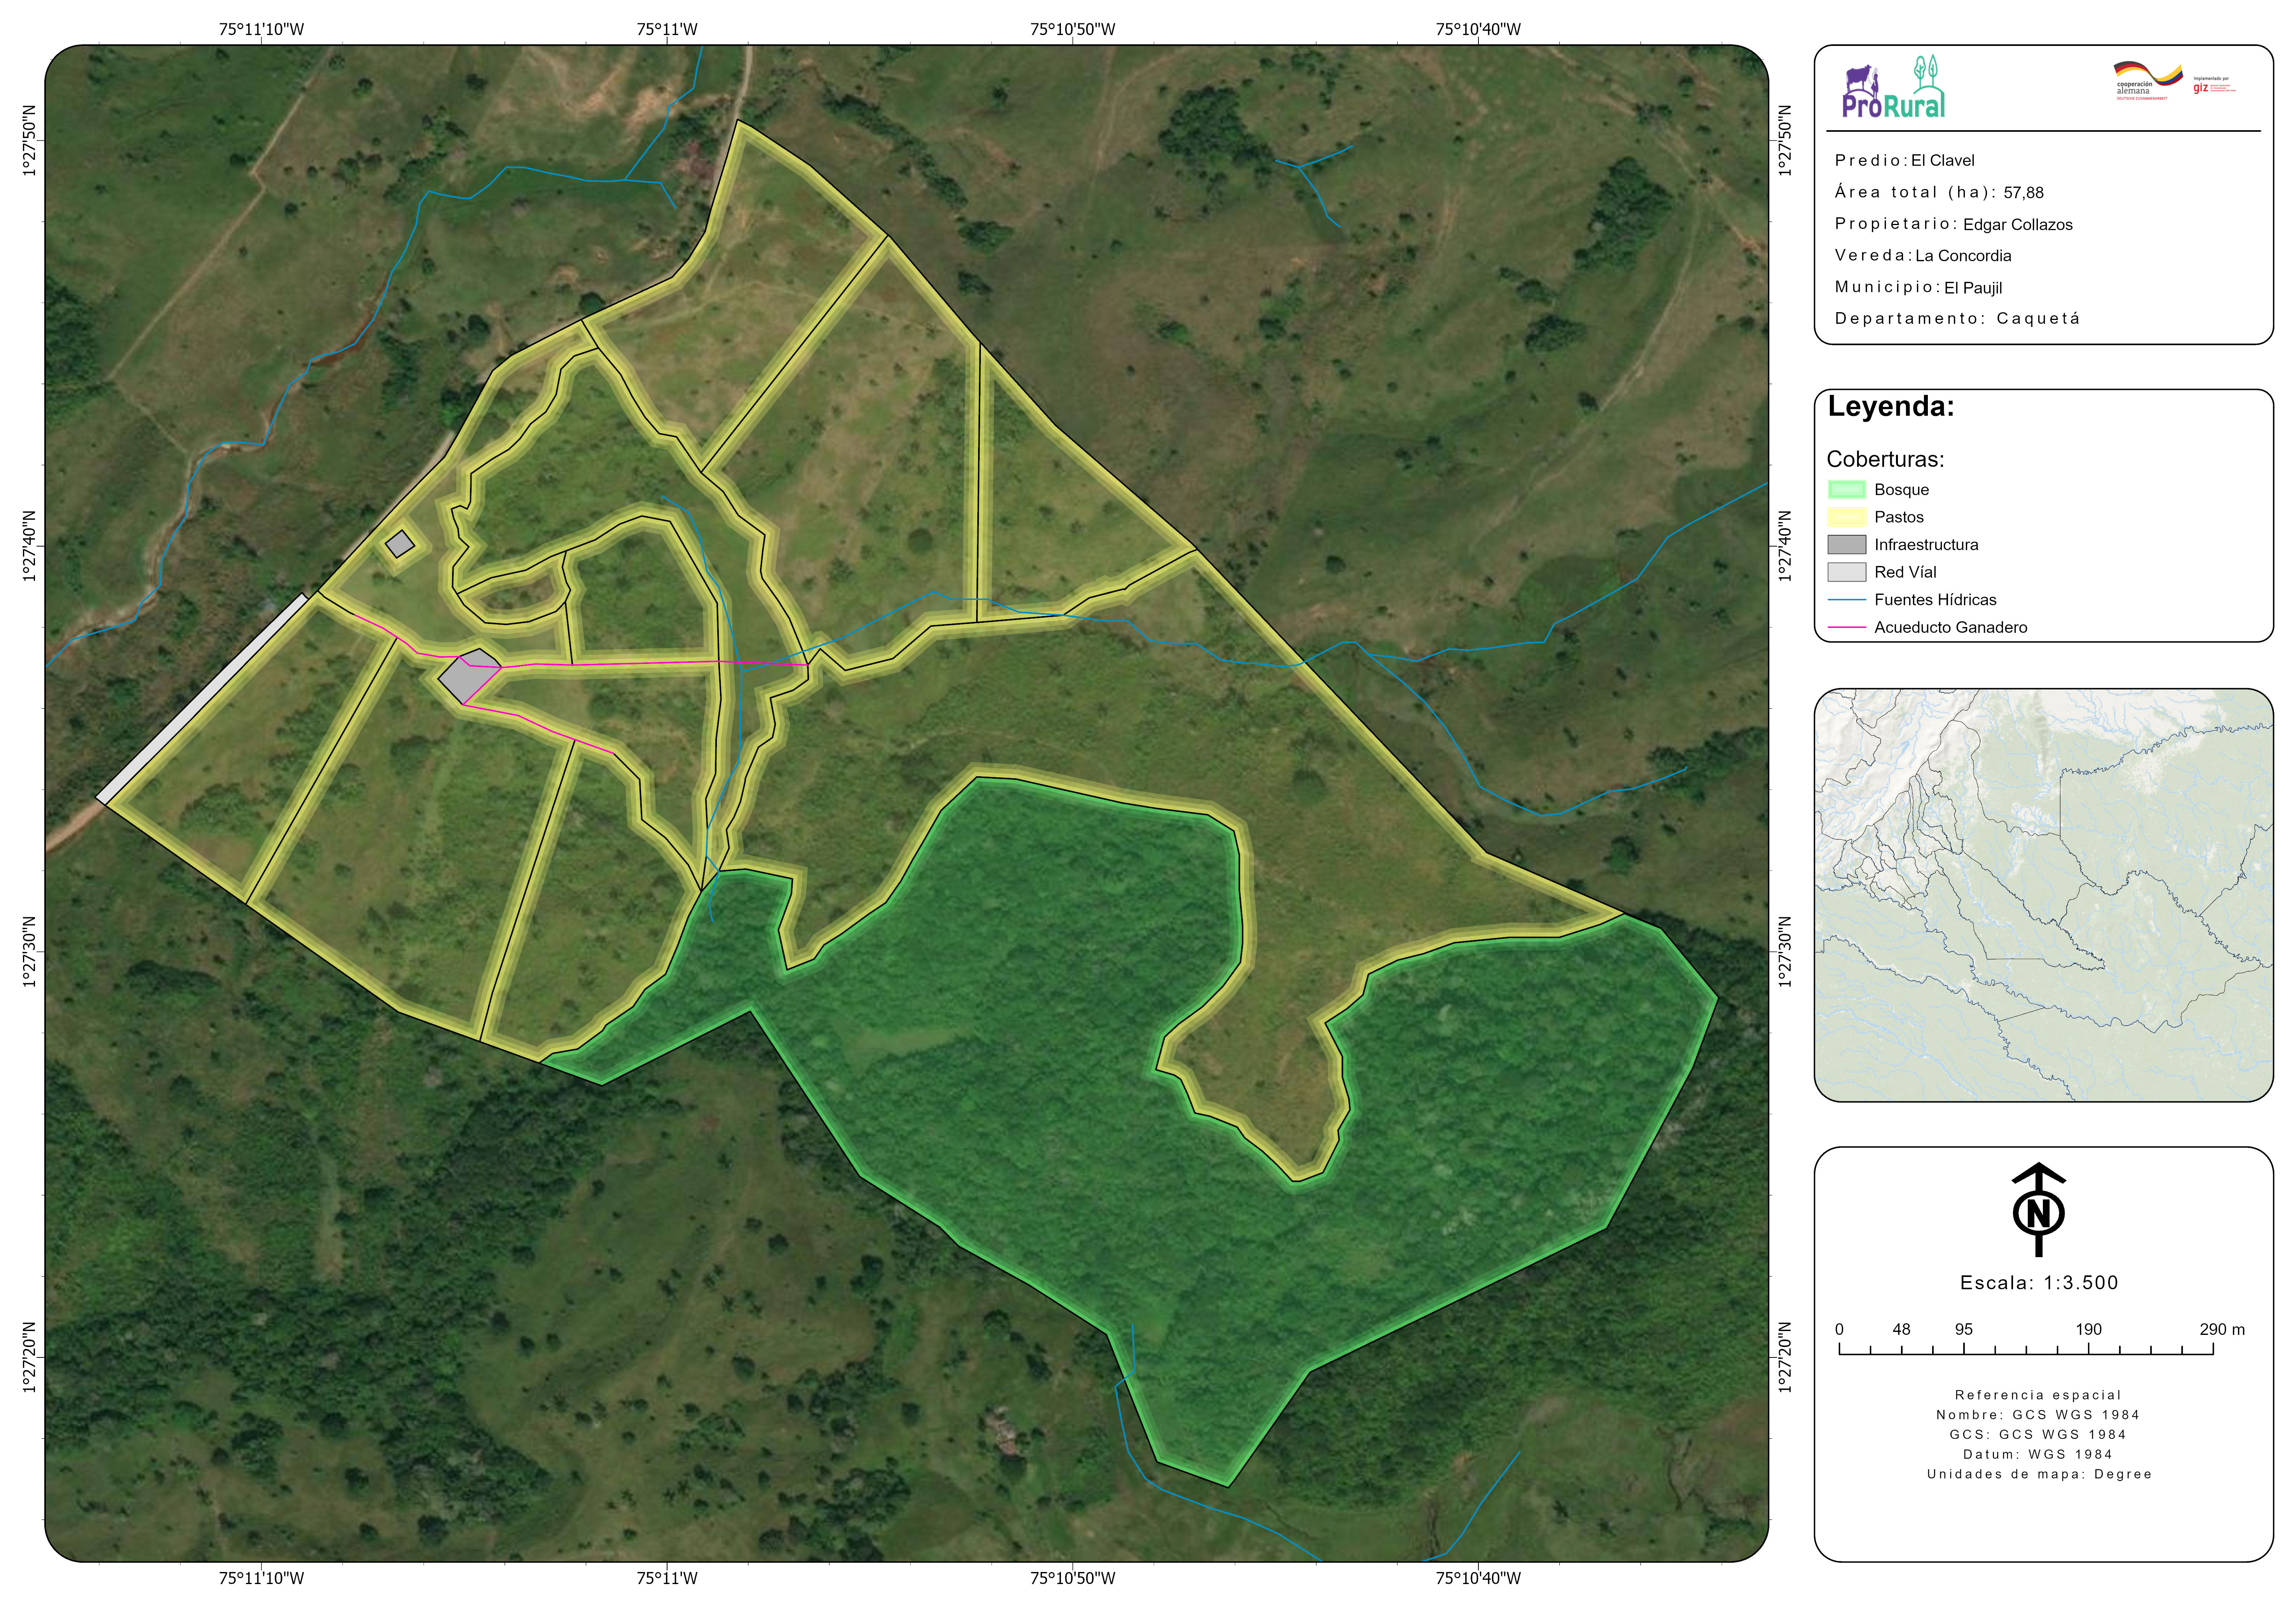 75°11'10"W 75°11'W 75°10'50"W 75°10'40"W
1°27'50"N 1°27'50"N
1°27'40"N 1°27'40"N
1°27'30"N 1°27'30"N
1°27'20"N 1°27'20"N
75°11'10"W 75°11'W 75°10'50"W 75°10'40"W
ProRural
cooperación
alemana
DEUTSCHE ZUSAMMENARBEIT
Implementado por
giz
Predio: El Clavel
Área total (ha): 57,88
Propietario: Edgar Collazos
Vereda: La Concordia
Municipio: El Paujil
Departamento: Caquetá
Leyenda:
Coberturas:
Bosque
Pastos
Infraestructura
Red Víal
Fuentes Hídricas
Acueducto Ganadero
N
Escala: 1:3.500
0 48 95 190 290 m
Referencia espacial
Nombre: GCS WGS 1984
GCS: GCS WGS 1984
Datum: WGS 1984
Unidades de mapa: Degree